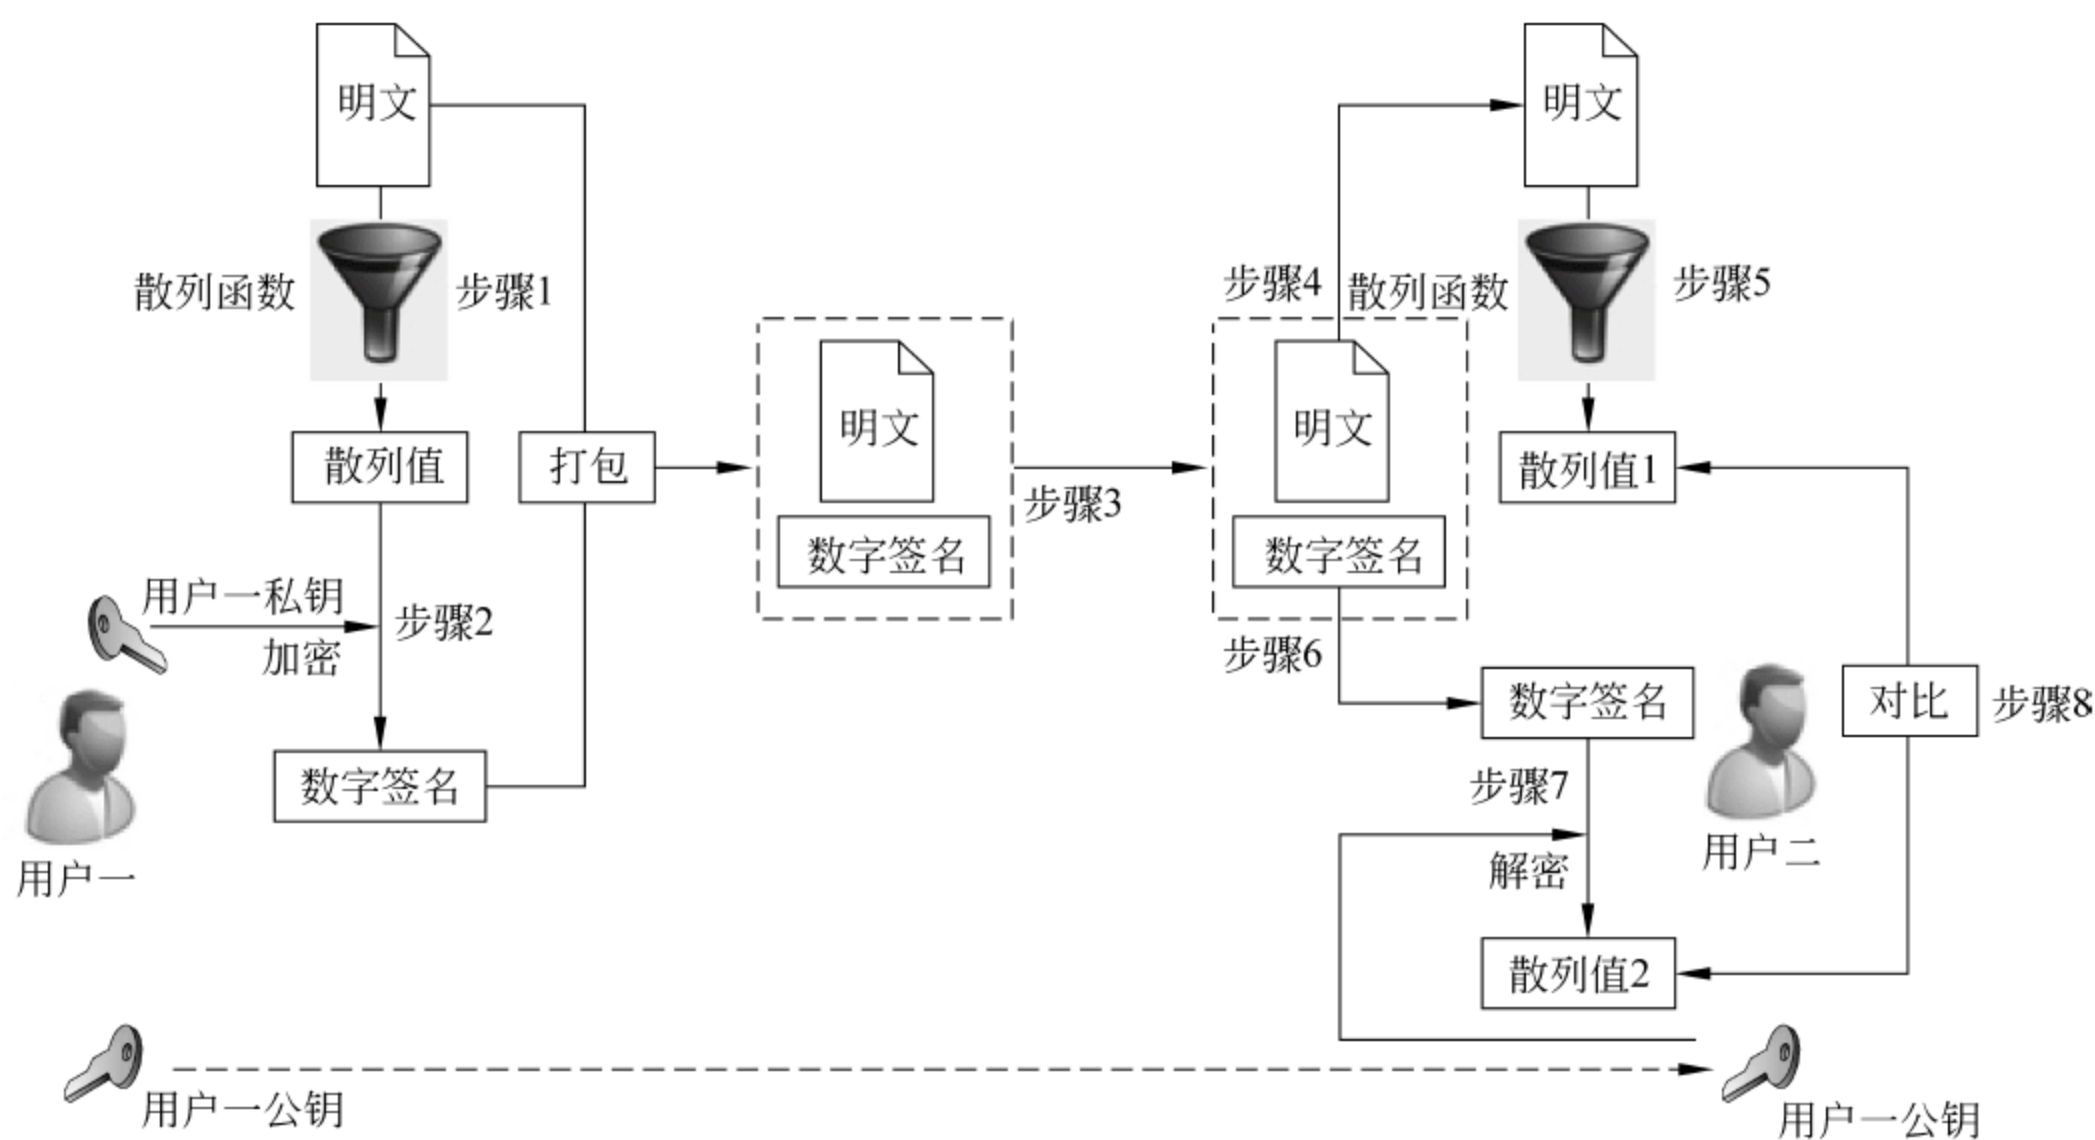 明文
散列函数
步骤1
散列值
打包
用户一私钥
加密
步骤2
数字签名
用户一
明文
数字签名
步骤3
步骤4
明文
数字签名
明文
散列函数
步骤5
散列值1
步骤6
数字签名
步骤7
解密
用户二
对比
步骤8
散列值2
用户一公钥
用户一公钥